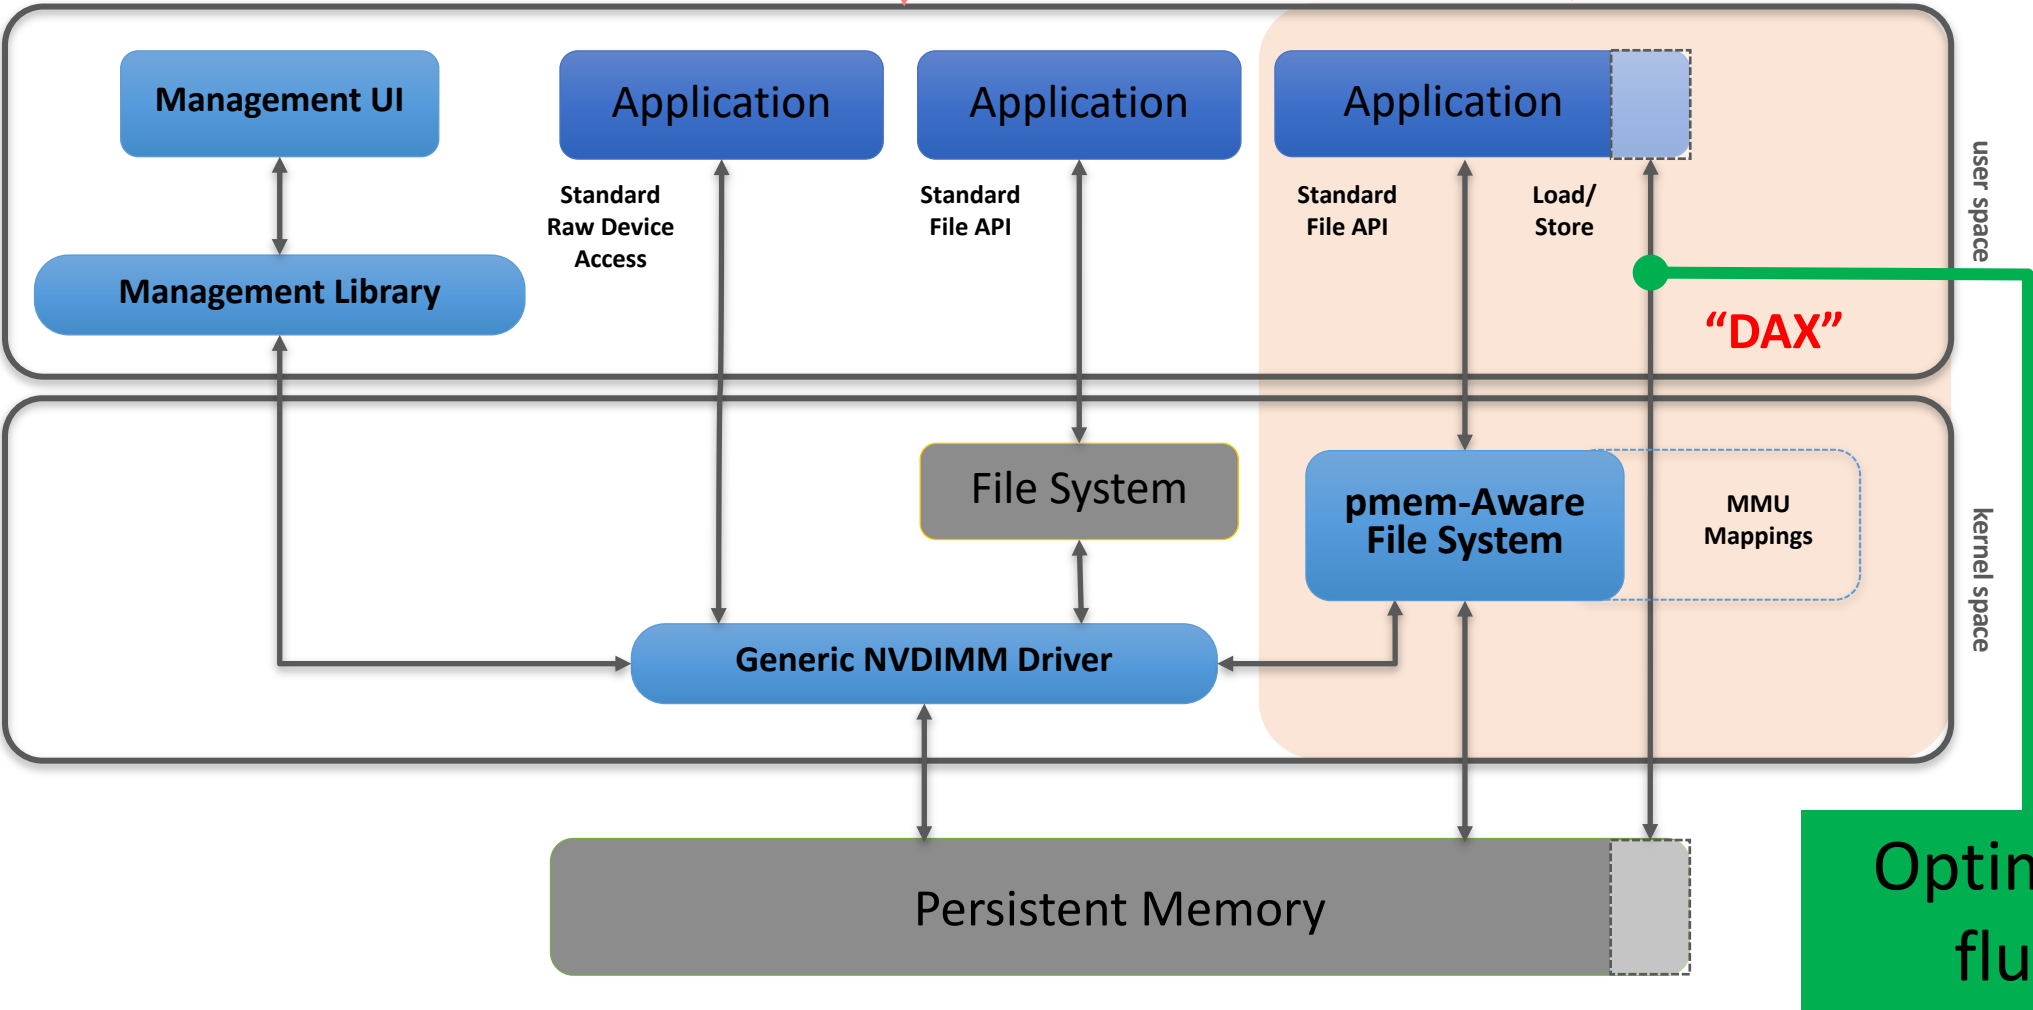 Management UI
Application
Application
Application
Standard
Raw Device
Access
Standard
File API
Standard
File API
Load/
Store
user space
Management Library
“DAX”
File System
pmem-Aware
File System
MMU
Mappings
kernel space
Generic NVDIMM Driver
Persistent Memory